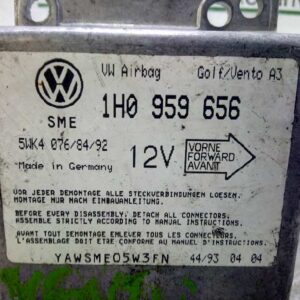 VW Airbag Golf/Vento A3
SME 1H0 959 656
5WK4 076/84/92
Made in Germany
12V
VORNE
FORWARD
AVANT
VOR JEDER DEMONTAGE ALLE STECKVERBINDUNGEN LOESEN.
MONTAGE NUR NACH EINBAUANLEITUNG.
BEFORE EVERY DISASSEMBLY, DETACH ALL CONNECTORS.
ASSEMBLE STRICTLY ACCORDING TO MANUAL OF INSTRUCTIONS.
AVANT TOUT DEMONTAGE ENLEVER TOUS LES CONNECTEURS.
L'ASSEMBLAGE DOIT ETRE CONFORME AU MANUEL D'INSTRUCTIONS.
YAWSME05W3FN 44/93 04 04